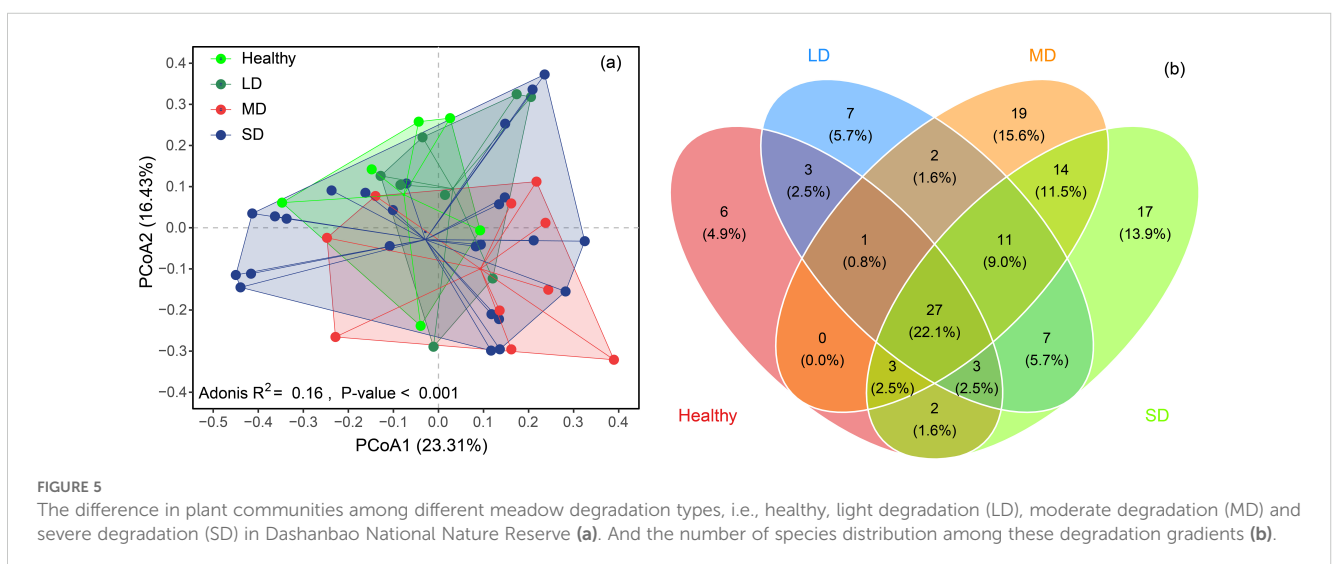 (a)
Healthy
LD
MD
SD
0.4
0.3
0.2
0.1
0.0
−0.1
−0.2
−0.3
−0.4
PCoA2 (16.43%)
Adonis R2 = 0.16 , P-value < 0.001
−0.5 −0.4 −0.3 −0.2 −0.1 0.0 0.1 0.2 0.3 0.4
PCoA1 (23.31%)
LD
MD
(b)
7
(5.7%)
19
(15.6%)
3
(2.5%)
2
(1.6%)
14
(11.5%)
6
(4.9%)
17
(13.9%)
1
(0.8%)
11
(9.0%)
27
(22.1%)
0
(0.0%)
7
(5.7%)
3
(2.5%)
3
(2.5%)
2
(1.6%)
Healthy
SD
FIGURE 5
The difference in plant communities among different meadow degradation types, i.e., healthy, light degradation (LD), moderate degradation (MD) and
severe degradation (SD) in Dashanbao National Nature Reserve (a). And the number of species distribution among these degradation gradients (b).